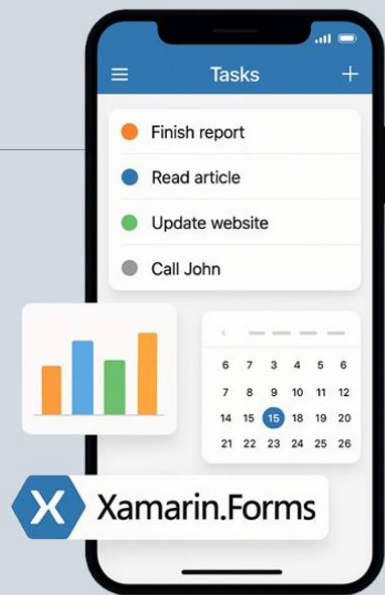 Tasks
Finish report
Read article
Update website
Call John
6 7 3 4 5 6
7 8 9 10 11 12
14 15 15 18 19 20
21 22 23 24 25 26
X Xamarin.Forms